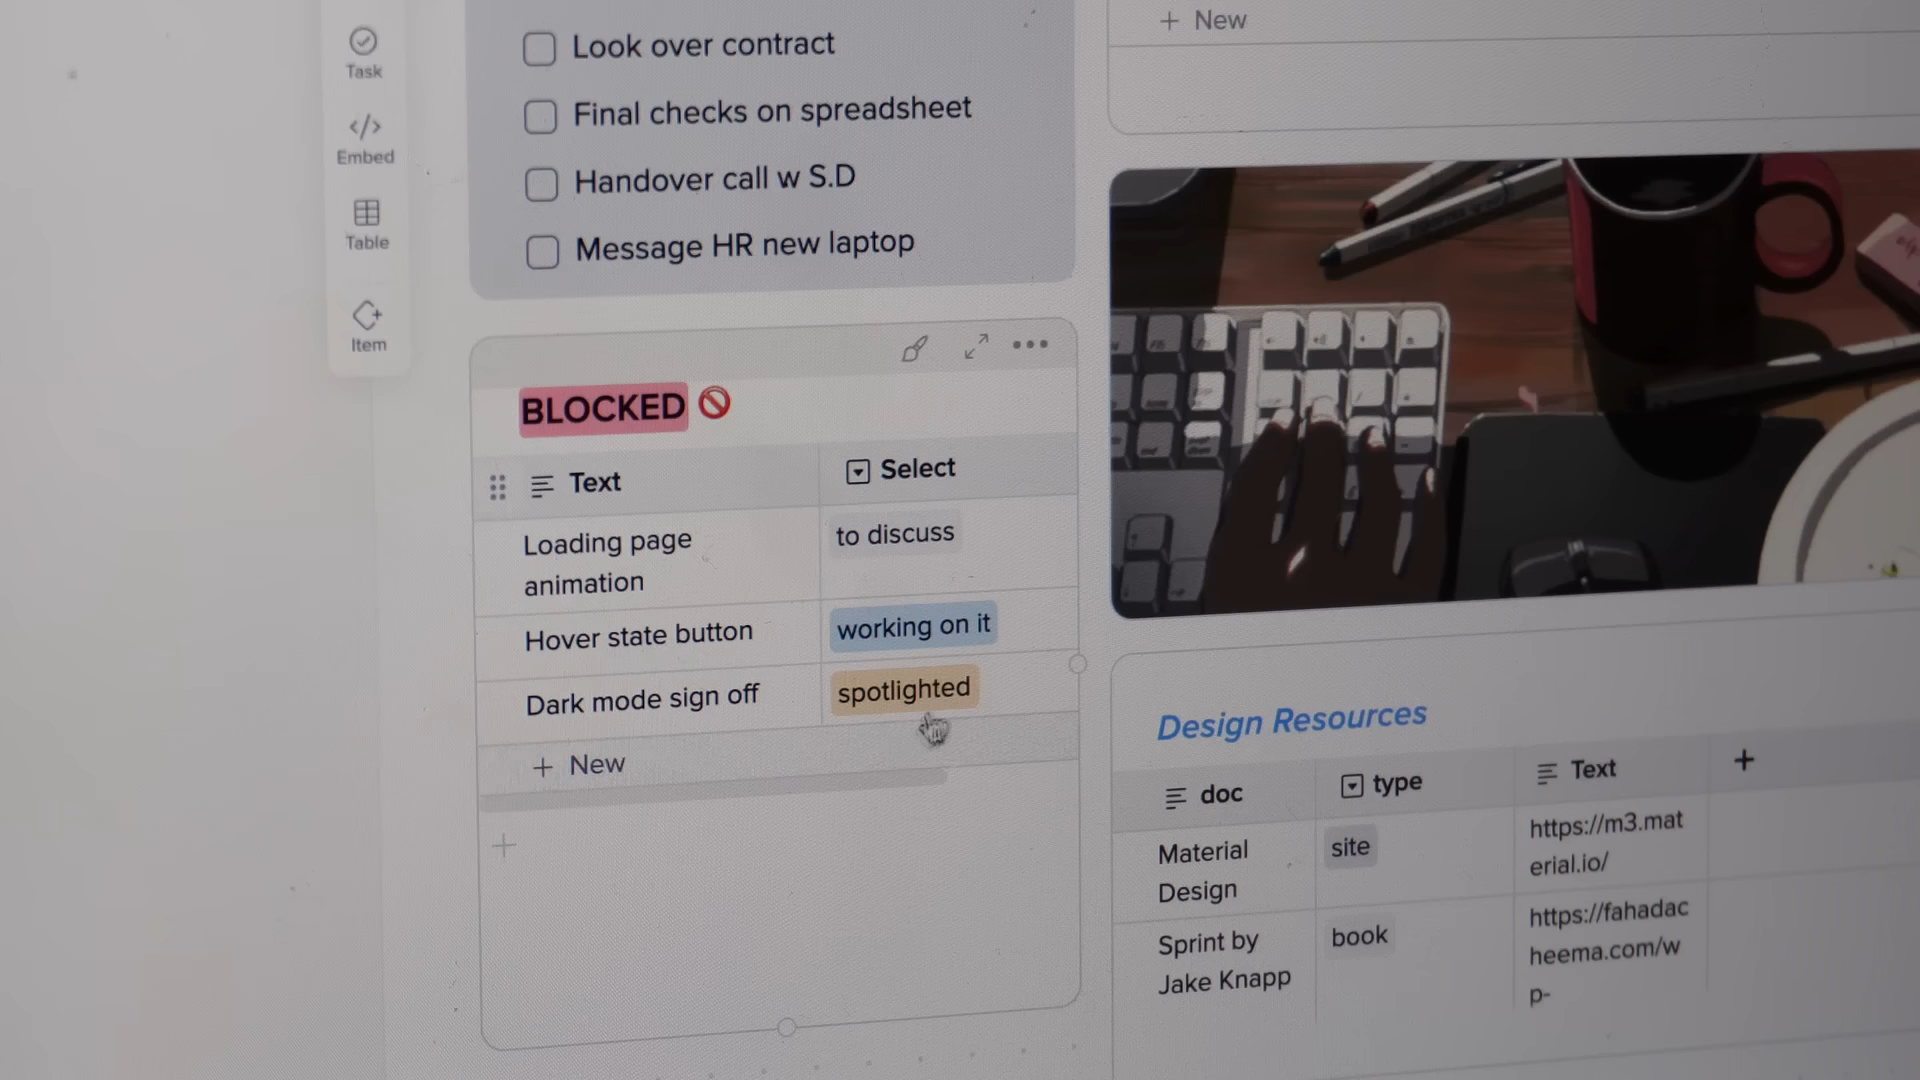 Task
Embed
Table
Item
Look over contract
Final checks on spreadsheet
Handover call w S.D
Message HR new laptop
BLOCKED
Text
Select
Loading page
animation
to discuss
Hover state button
working on it
Dark mode sign off
spotlighted
+ New
+ New
Design Resources
doc
type
Text
Material
Design
site
https://m3.mat
erial.io/
Sprint by
Jake Knapp
book
https://fahadac
heema.com/w
p-